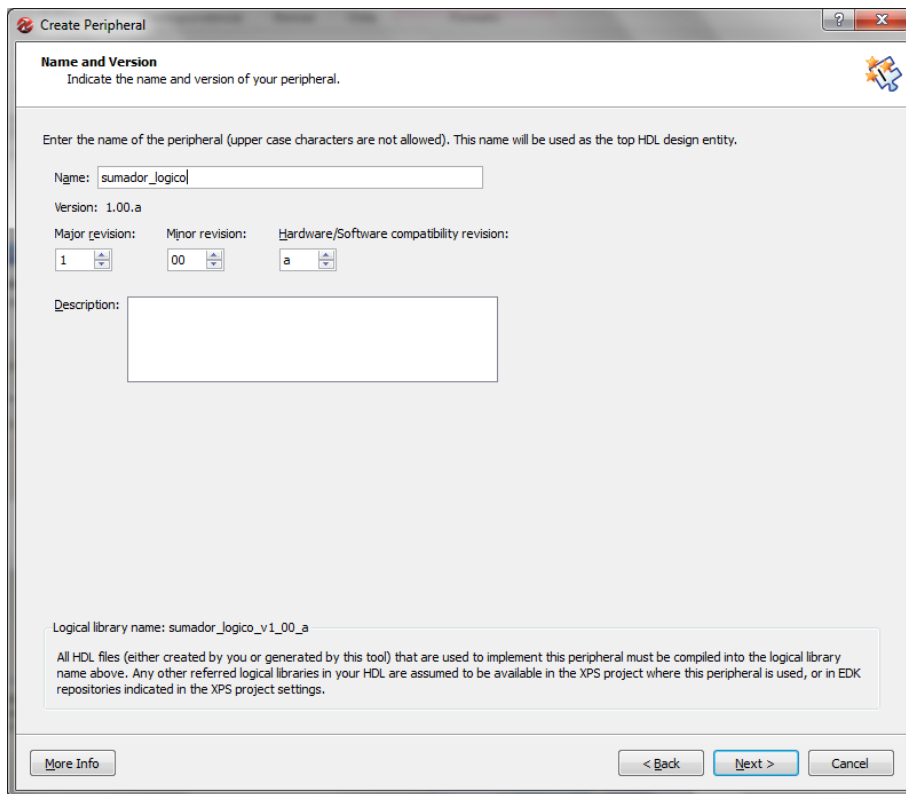 Create Peripheral
?
X
Name and Version
Indicate the name and version of your peripheral.
Enter the name of the peripheral (upper case characters are not allowed). This name will be used as the top HDL design entity.
Name: sumador_logico
Version: 1.00.a
Major revision: Minor revision: Hardware/Software compatibility revision:
1 00 a
Description:
Logical library name: sumador_logico_v1_00_a
All HDL files (either created by you or generated by this tool) that are used to implement this peripheral must be compiled into the logical library
name above. Any other referred logical libraries in your HDL are assumed to be available in the XPS project where this peripheral is used, or in EDK
repositories indicated in the XPS project settings.
More Info < Back Next > Cancel